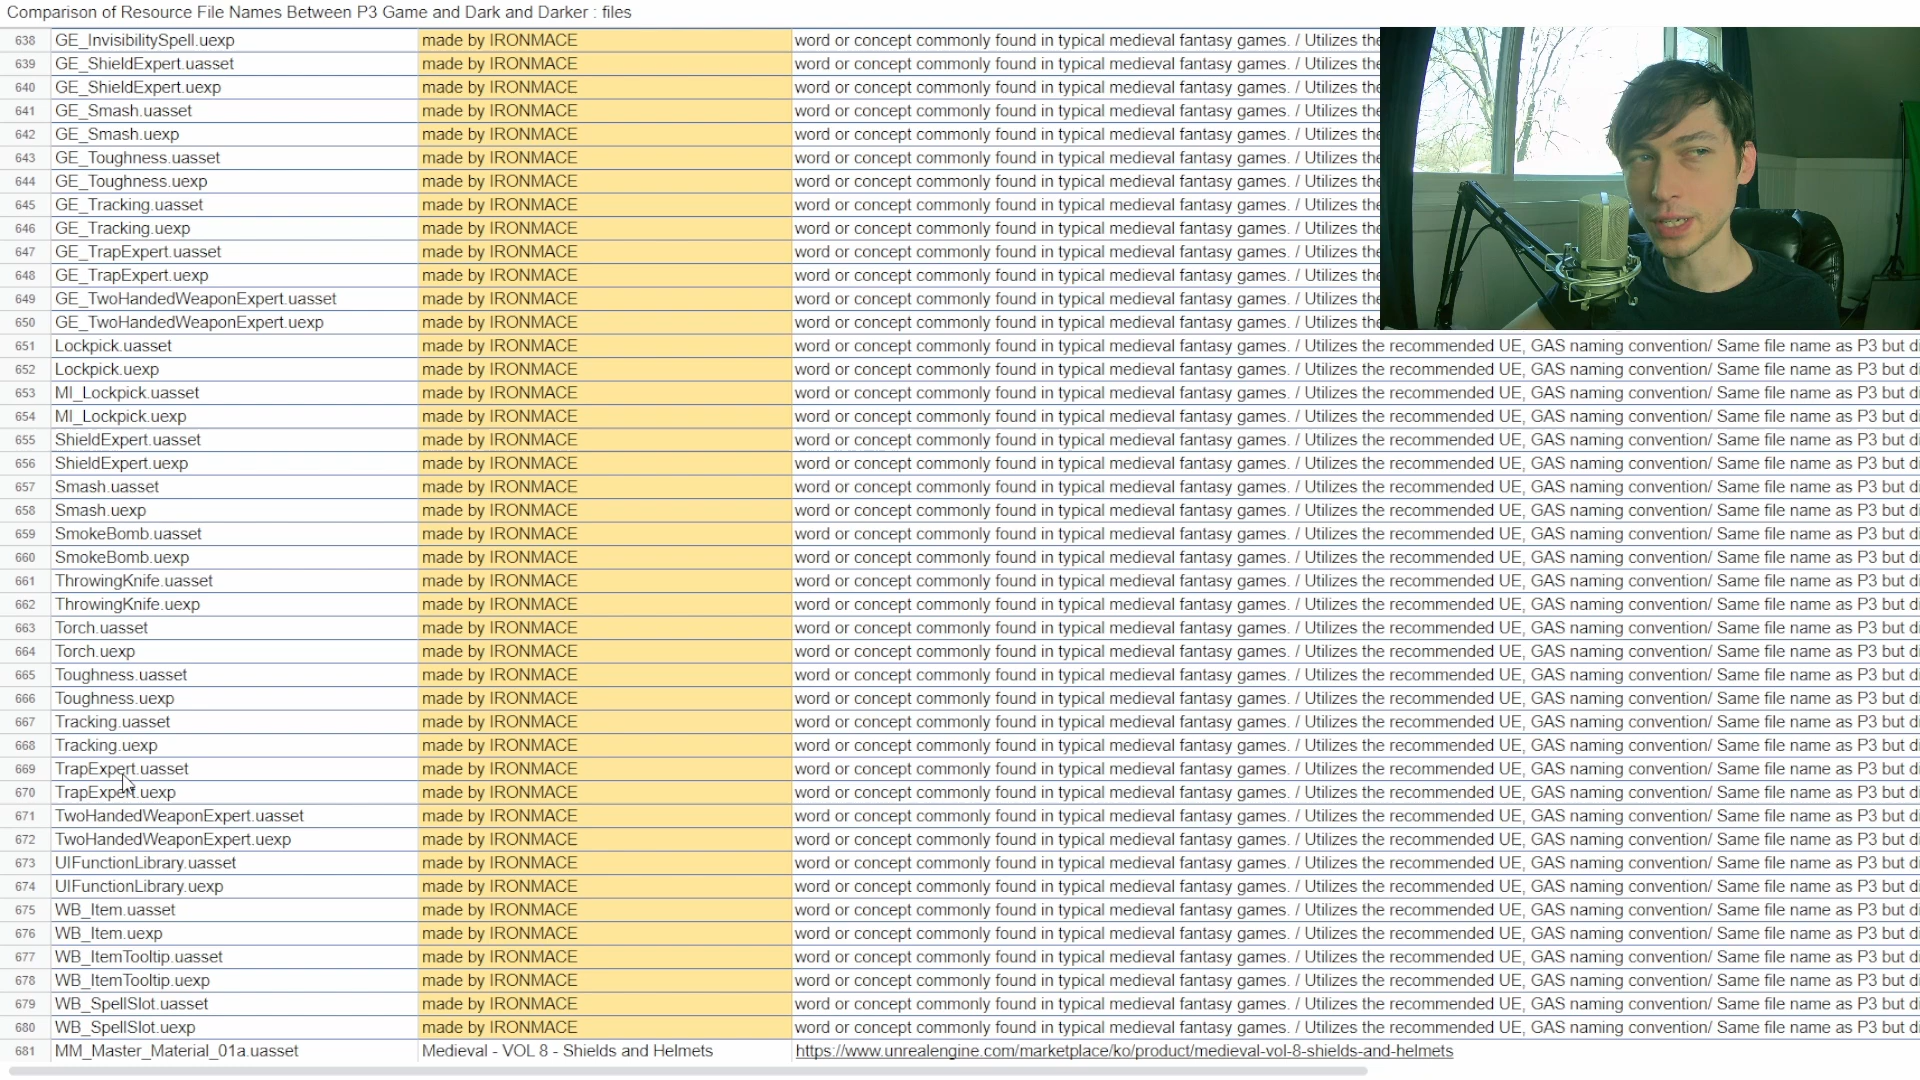 Comparison of Resource File Names Between P3 Game and Dark and Darker : files
638 GE_InvisibilitySpell.uexp made by IRONMACE word or concept commonly found in typical medieval fantasy games. / Utilizes the
639 GE_ShieldExpert.uasset made by IRONMACE word or concept commonly found in typical medieval fantasy games. / Utilizes the
640 GE_ShieldExpert.uexp made by IRONMACE word or concept commonly found in typical medieval fantasy games. / Utilizes the
641 GE_Smash.uasset made by IRONMACE word or concept commonly found in typical medieval fantasy games. / Utilizes the
642 GE_Smash.uexp made by IRONMACE word or concept commonly found in typical medieval fantasy games. / Utilizes the
643 GE_Toughness.uasset made by IRONMACE word or concept commonly found in typical medieval fantasy games. / Utilizes the
644 GE_Toughness.uexp made by IRONMACE word or concept commonly found in typical medieval fantasy games. / Utilizes the
645 GE_Tracking.uasset made by IRONMACE word or concept commonly found in typical medieval fantasy games. / Utilizes the
646 GE_Tracking.uexp made by IRONMACE word or concept commonly found in typical medieval fantasy games. / Utilizes the
647 GE_TrapExpert.uasset made by IRONMACE word or concept commonly found in typical medieval fantasy games. / Utilizes the
648 GE_TrapExpert.uexp made by IRONMACE word or concept commonly found in typical medieval fantasy games. / Utilizes the
649 GE_TwoHandedWeaponExpert.uasset made by IRONMACE word or concept commonly found in typical medieval fantasy games. / Utilizes the
650 GE_TwoHandedWeaponExpert.uexp made by IRONMACE word or concept commonly found in typical medieval fantasy games. / Utilizes the
651 Lockpick.uasset made by IRONMACE word or concept commonly found in typical medieval fantasy games. / Utilizes the recommended UE, GAS naming convention/ Same file name as P3 but di
652 Lockpick.uexp made by IRONMACE word or concept commonly found in typical medieval fantasy games. / Utilizes the recommended UE, GAS naming convention/ Same file name as P3 but di
653 MI_Lockpick.uasset made by IRONMACE word or concept commonly found in typical medieval fantasy games. / Utilizes the recommended UE, GAS naming convention/ Same file name as P3 but di
654 MI_Lockpick.uexp made by IRONMACE word or concept commonly found in typical medieval fantasy games. / Utilizes the recommended UE, GAS naming convention/ Same file name as P3 but di
655 ShieldExpert.uasset made by IRONMACE word or concept commonly found in typical medieval fantasy games. / Utilizes the recommended UE, GAS naming convention/ Same file name as P3 but di
656 ShieldExpert.uexp made by IRONMACE word or concept commonly found in typical medieval fantasy games. / Utilizes the recommended UE, GAS naming convention/ Same file name as P3 but di
657 Smash.uasset made by IRONMACE word or concept commonly found in typical medieval fantasy games. / Utilizes the recommended UE, GAS naming convention/ Same file name as P3 but di
658 Smash.uexp made by IRONMACE word or concept commonly found in typical medieval fantasy games. / Utilizes the recommended UE, GAS naming convention/ Same file name as P3 but di
659 SmokeBomb.uasset made by IRONMACE word or concept commonly found in typical medieval fantasy games. / Utilizes the recommended UE, GAS naming convention/ Same file name as P3 but di
660 SmokeBomb.uexp made by IRONMACE word or concept commonly found in typical medieval fantasy games. / Utilizes the recommended UE, GAS naming convention/ Same file name as P3 but di
661 ThrowingKnife.uasset made by IRONMACE word or concept commonly found in typical medieval fantasy games. / Utilizes the recommended UE, GAS naming convention/ Same file name as P3 but di
662 ThrowingKnife.uexp made by IRONMACE word or concept commonly found in typical medieval fantasy games. / Utilizes the recommended UE, GAS naming convention/ Same file name as P3 but di
663 Torch.uasset made by IRONMACE word or concept commonly found in typical medieval fantasy games. / Utilizes the recommended UE, GAS naming convention/ Same file name as P3 but di
664 Torch.uexp made by IRONMACE word or concept commonly found in typical medieval fantasy games. / Utilizes the recommended UE, GAS naming convention/ Same file name as P3 but di
665 Toughness.uasset made by IRONMACE word or concept commonly found in typical medieval fantasy games. / Utilizes the recommended UE, GAS naming convention/ Same file name as P3 but di
666 Toughness.uexp made by IRONMACE word or concept commonly found in typical medieval fantasy games. / Utilizes the recommended UE, GAS naming convention/ Same file name as P3 but di
667 Tracking.uasset made by IRONMACE word or concept commonly found in typical medieval fantasy games. / Utilizes the recommended UE, GAS naming convention/ Same file name as P3 but di
668 Tracking.uexp made by IRONMACE word or concept commonly found in typical medieval fantasy games. / Utilizes the recommended UE, GAS naming convention/ Same file name as P3 but di
669 TrapExpert.uasset made by IRONMACE word or concept commonly found in typical medieval fantasy games. / Utilizes the recommended UE, GAS naming convention/ Same file name as P3 but di
670 TrapExpert.uexp made by IRONMACE word or concept commonly found in typical medieval fantasy games. / Utilizes the recommended UE, GAS naming convention/ Same file name as P3 but di
671 TwoHandedWeaponExpert.uasset made by IRONMACE word or concept commonly found in typical medieval fantasy games. / Utilizes the recommended UE, GAS naming convention/ Same file name as P3 but di
672 TwoHandedWeaponExpert.uexp made by IRONMACE word or concept commonly found in typical medieval fantasy games. / Utilizes the recommended UE, GAS naming convention/ Same file name as P3 but di
673 UIFunctionLibrary.uasset made by IRONMACE word or concept commonly found in typical medieval fantasy games. / Utilizes the recommended UE, GAS naming convention/ Same file name as P3 but di
674 UIFunctionLibrary.uexp made by IRONMACE word or concept commonly found in typical medieval fantasy games. / Utilizes the recommended UE, GAS naming convention/ Same file name as P3 but di
675 WB_Item.uasset made by IRONMACE word or concept commonly found in typical medieval fantasy games. / Utilizes the recommended UE, GAS naming convention/ Same file name as P3 but di
676 WB_Item.uexp made by IRONMACE word or concept commonly found in typical medieval fantasy games. / Utilizes the recommended UE, GAS naming convention/ Same file name as P3 but di
677 WB_ItemTooltip.uasset made by IRONMACE word or concept commonly found in typical medieval fantasy games. / Utilizes the recommended UE, GAS naming convention/ Same file name as P3 but di
678 WB_ItemTooltip.uexp made by IRONMACE word or concept commonly found in typical medieval fantasy games. / Utilizes the recommended UE, GAS naming convention/ Same file name as P3 but di
679 WB_SpellSlot.uasset made by IRONMACE word or concept commonly found in typical medieval fantasy games. / Utilizes the recommended UE, GAS naming convention/ Same file name as P3 but di
680 WB_SpellSlot.uexp made by IRONMACE word or concept commonly found in typical medieval fantasy games. / Utilizes the recommended UE, GAS naming convention/ Same file name as P3 but di
681 MM_Master_Material_01a.uasset Medieval - VOL 8 - Shields and Helmets https://www.unrealengine.com/marketplace/ko/product/medieval-vol-8-shields-and-helmets